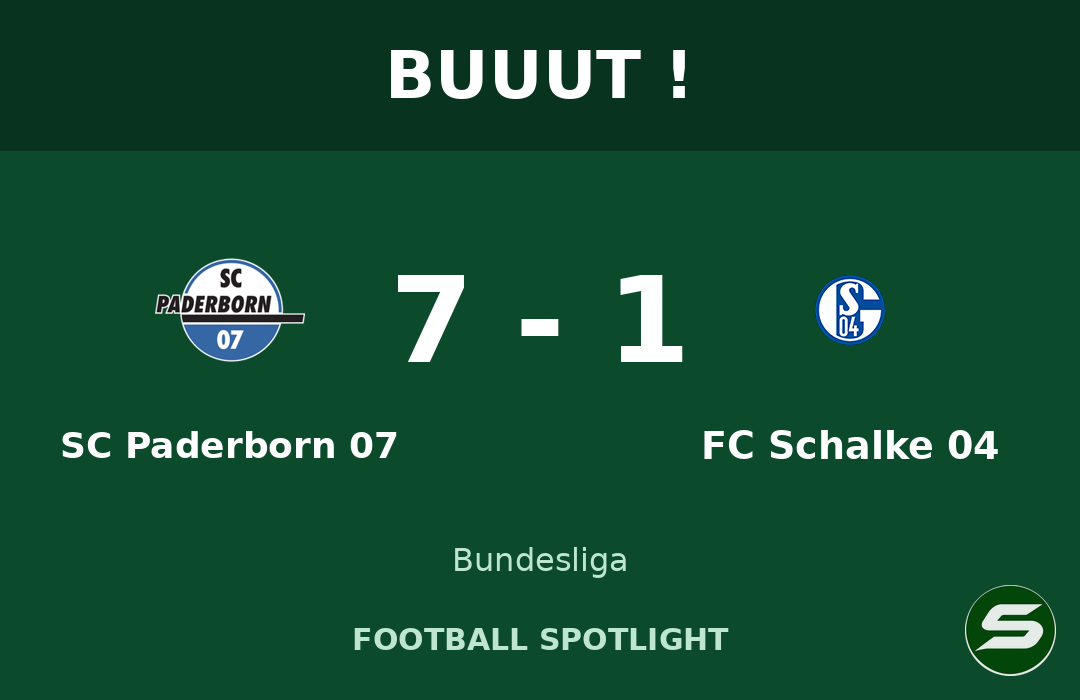 BUUUT !
SC
PADERBORN
07
7 - 1
S
04
SC Paderborn 07
FC Schalke 04
Bundesliga
FOOTBALL SPOTLIGHT
S